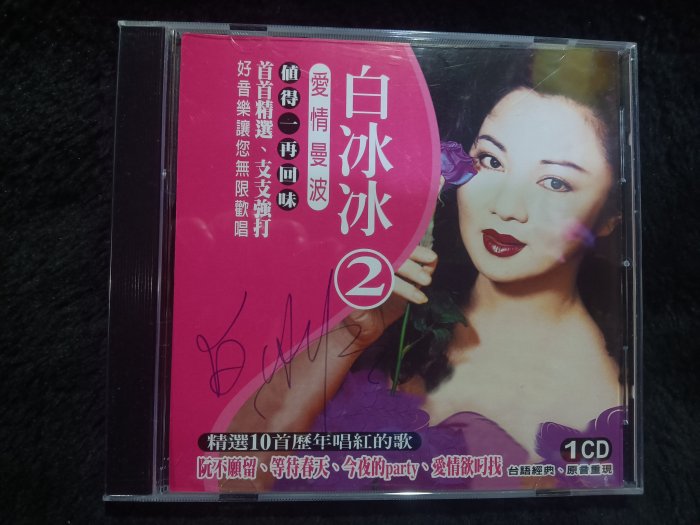 白冰冰
②
愛情曼波
值得一再回味
首首精選、支支強打
好音樂讓您無限歡唱
精選10首歷年唱紅的歌
阮不願留、等待春天、今夜的party、愛情欲叼找
1CD
台語經典、原音重現